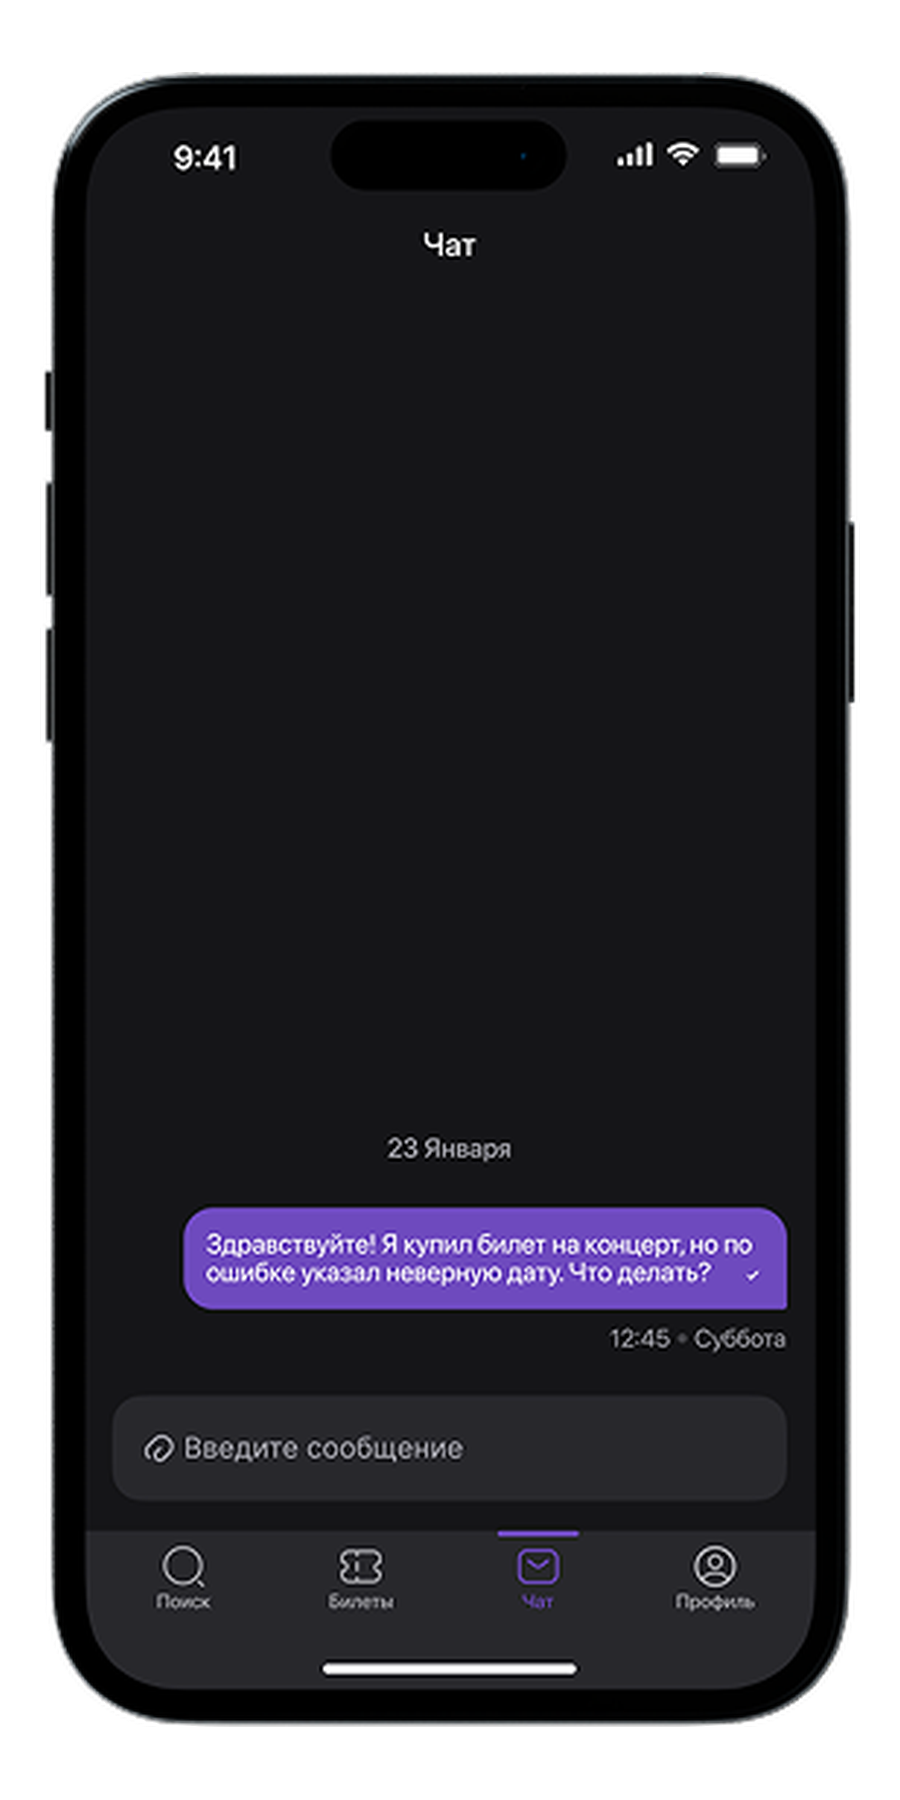 9:41
Чат
23 Января
Здравствуйте! Я купил билет на концерт, но по
ошибке указал неверную дату. Что делать?
12:45 • Суббота
Введите сообщение
Поиск Билеты Чат Профиль